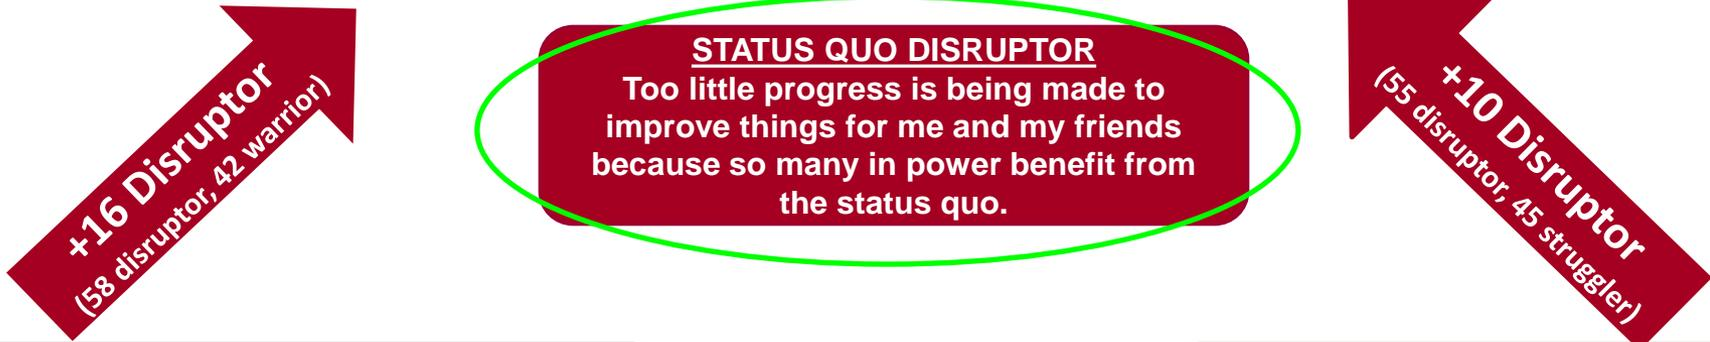 +16 Disruptor
(58 disruptor, 42 warrior)
STATUS QUO DISRUPTOR
Too little progress is being made to
improve things for me and my friends
because so many in power benefit from
the status quo.
+10 Disruptor
(55 disruptor, 45 struggler)